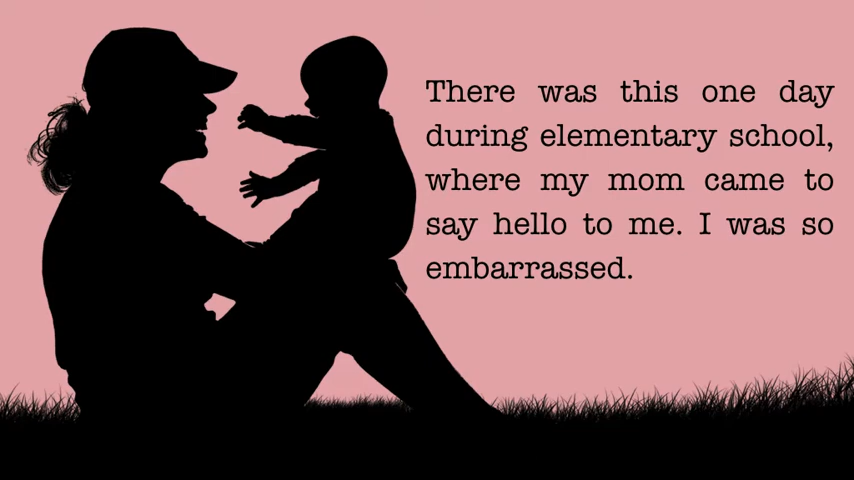 There was this one day
during elementary school,
where my mom came to
say hello to me. I was so
embarrassed.